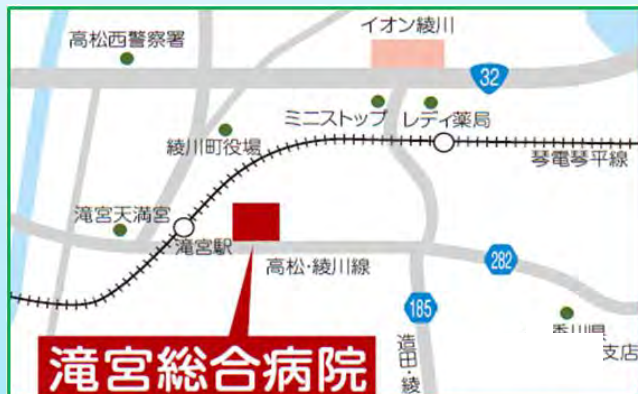 イオン綾川
高松西警察署
32
ミニストップ
レディ薬局
綾川町役場
琴電琴平線
滝宮天満宮
滝宮駅
高松・綾川線
282
185
香川県
支店
造田・綾
滝宮総合病院